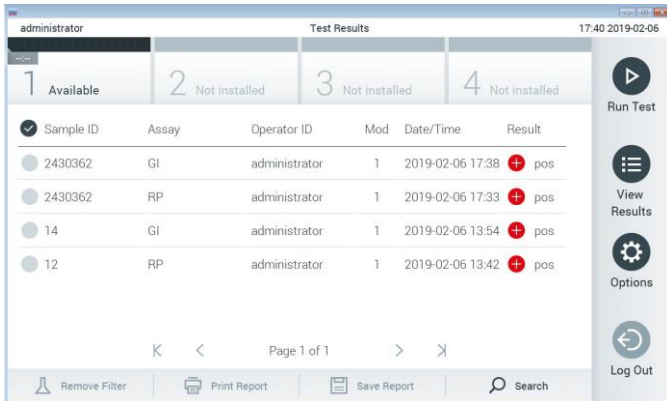 administrator Test Results 17:40 2019-02-06
--:--
1 Available 2 Not installed 3 Not installed 4 Not installed
Run Test
Sample ID Assay Operator ID Mod Date/Time Result
2430362 GI administrator 1 2019-02-06 17:38 pos
2430362 RP administrator 1 2019-02-06 17:33 pos
14 GI administrator 1 2019-02-06 13:54 pos
12 RP administrator 1 2019-02-06 13:42 pos
View
Results
Options
Page 1 of 1
Log Out
Remove Filter Print Report Save Report Search